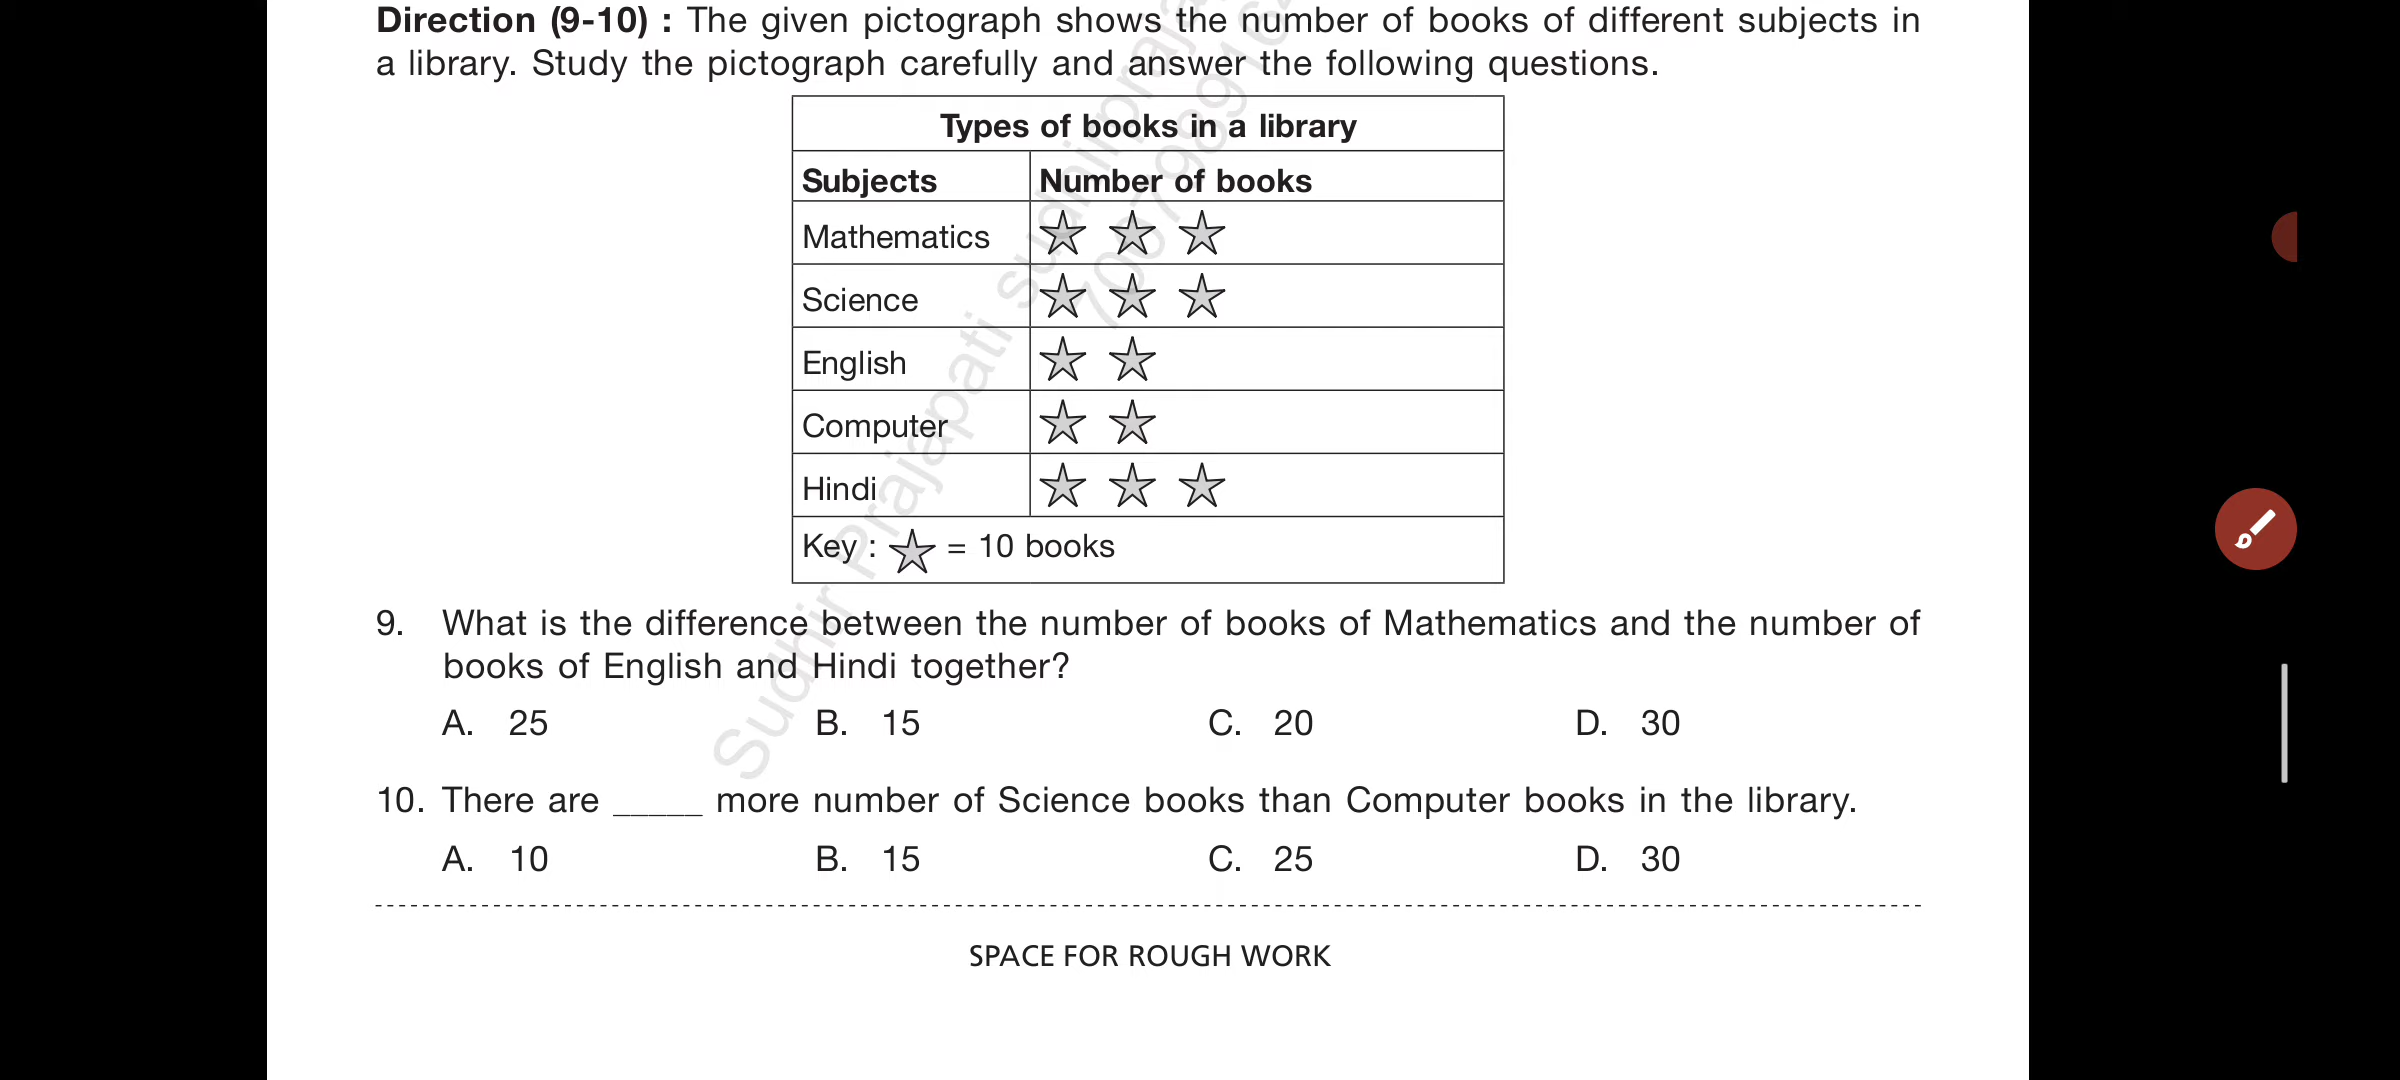 Direction (9-10) : The given pictograph shows the number of books of different subjects in
a library. Study the pictograph carefully and answer the following questions.
Types of books in a library
Subjects Number of books
Mathematics
Science
English
Computer
Hindi
Key : = 10 books
9. What is the difference between the number of books of Mathematics and the number of
books of English and Hindi together?
A. 25 B. 15 C. 20 D. 30
10. There are _____ more number of Science books than Computer books in the library.
A. 10 B. 15 C. 25 D. 30
SPACE FOR ROUGH WORK
Sudhir Prajapati